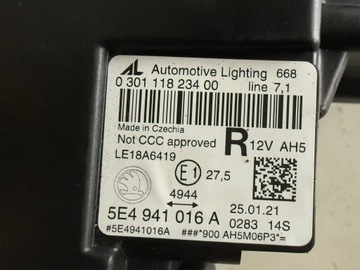 AL Automotive Lighting 668
0 301 118 234 00 line 7,1
Made in Czechia
Not CCC approved R 12V AH5
LE18A6419 E1 27,5
4944
5E4 941 016 A 25.01.21
0283 14S
#5E4941016A ###*900 AH5M06P3*=